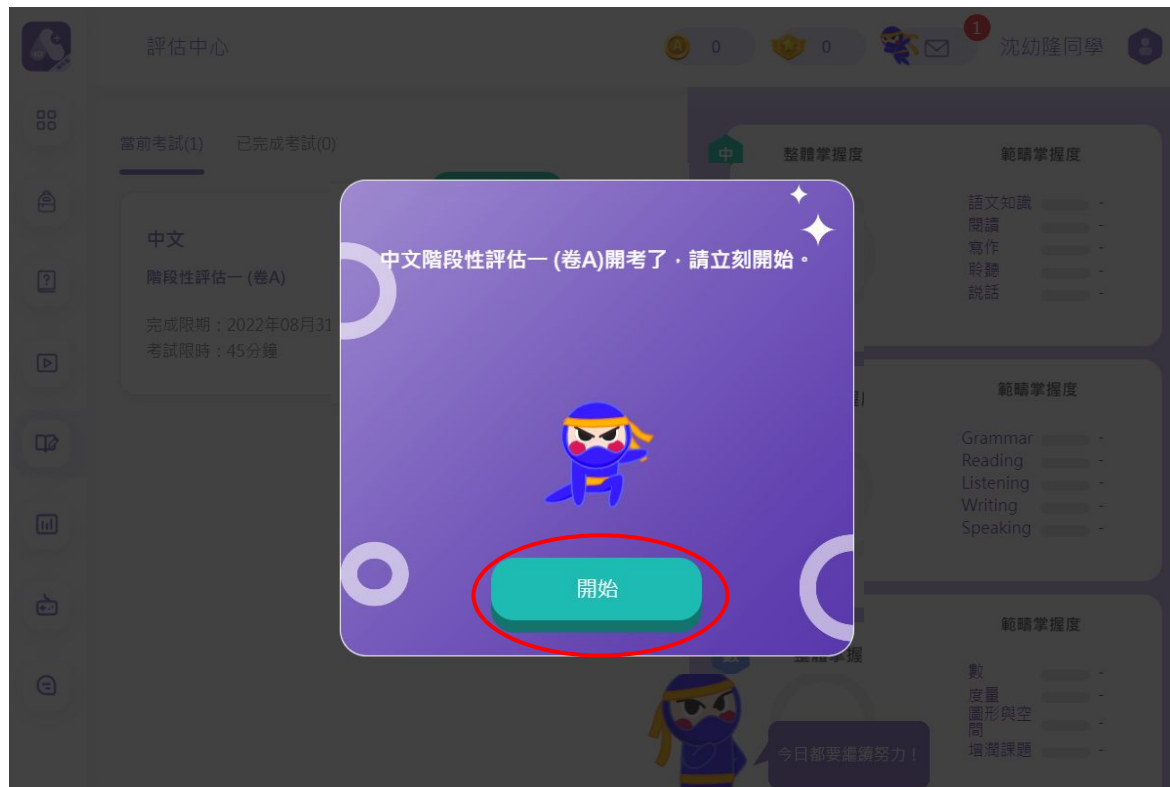 評估中心
0
0
1
沈幼隆同學
當前考試(1)
已完成考試(0)
中文
階段性評估一 (卷A)
完成限期：2022年08月31
考試限時：45分鐘
中文階段性評估一 (卷A)開考了，請立刻開始。
開始
中
整體掌握度
範疇掌握度
語文知識 -
閱讀 -
寫作 -
聆聽 -
説話 -
範疇掌握度
Grammar -
Reading -
Listening -
Writing -
Speaking -
數
整體掌握
範疇掌握度
數 -
度量 -
圖形與空
間 -
增潤課題 -
今日都要繼續努力！